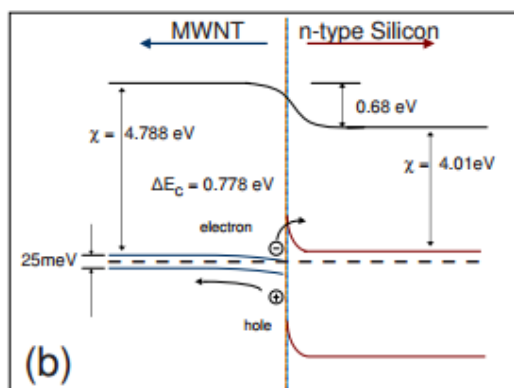 MWNT n-type Silicon
0.68 eV
χ = 4.788 eV
χ = 4.01eV
ΔEc = 0.778 eV
electron
−
25meV
+
hole
(b)